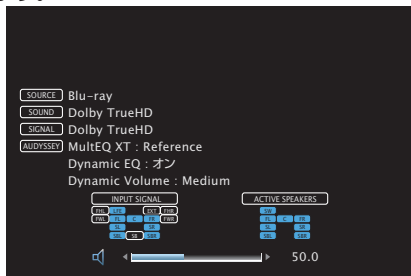 SOURCE Blu-ray
SOUND Dolby TrueHD
SIGNAL Dolby TrueHD
AUDYSSEY MultEQ XT : Reference
Dynamic EQ : オン
Dynamic Volume : Medium
INPUT SIGNAL ACTIVE SPEAKERS
FHL LFE EXT FHR SW
FWL FL C FR FWR FL C FR
SL SR SL SR
SBL SB SBR SBL SBR
50.0